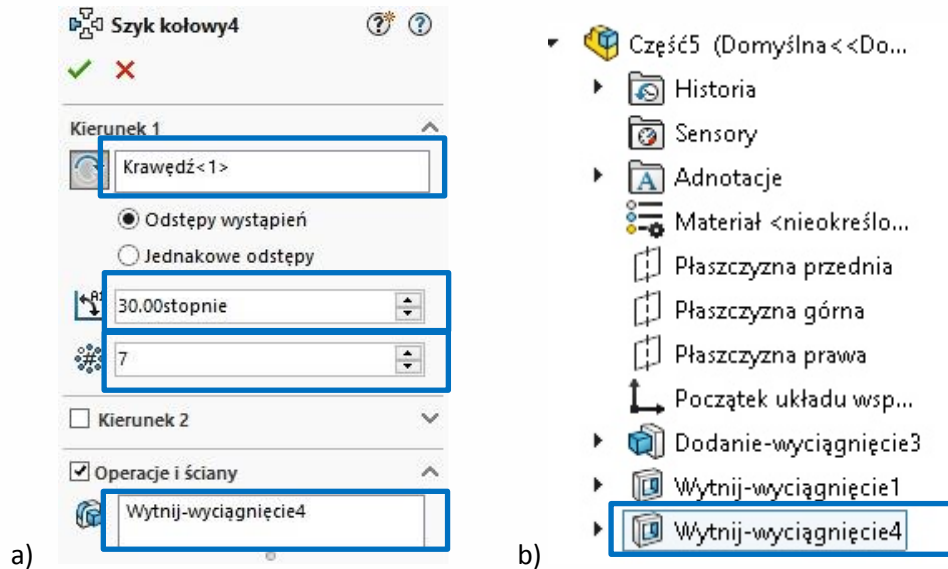 Szyk kołowy4
Kierunek 1
Krawędź<1>
Odstępy wystąpień
Jednakowe odstępy
30.00stopnie
7
Kierunek 2
Operacje i ściany
Wytnij-wyciągnięcie4
a)
Część5 (Domyślna<<Do...
Historia
Sensory
A Adnotacje
Materiał <nieokreślo...
Płaszczyzna przednia
Płaszczyzna górna
Płaszczyzna prawa
Początek układu wsp...
Dodanie-wyciągnięcie3
Wytnij-wyciągnięcie1
Wytnij-wyciągnięcie4
b)